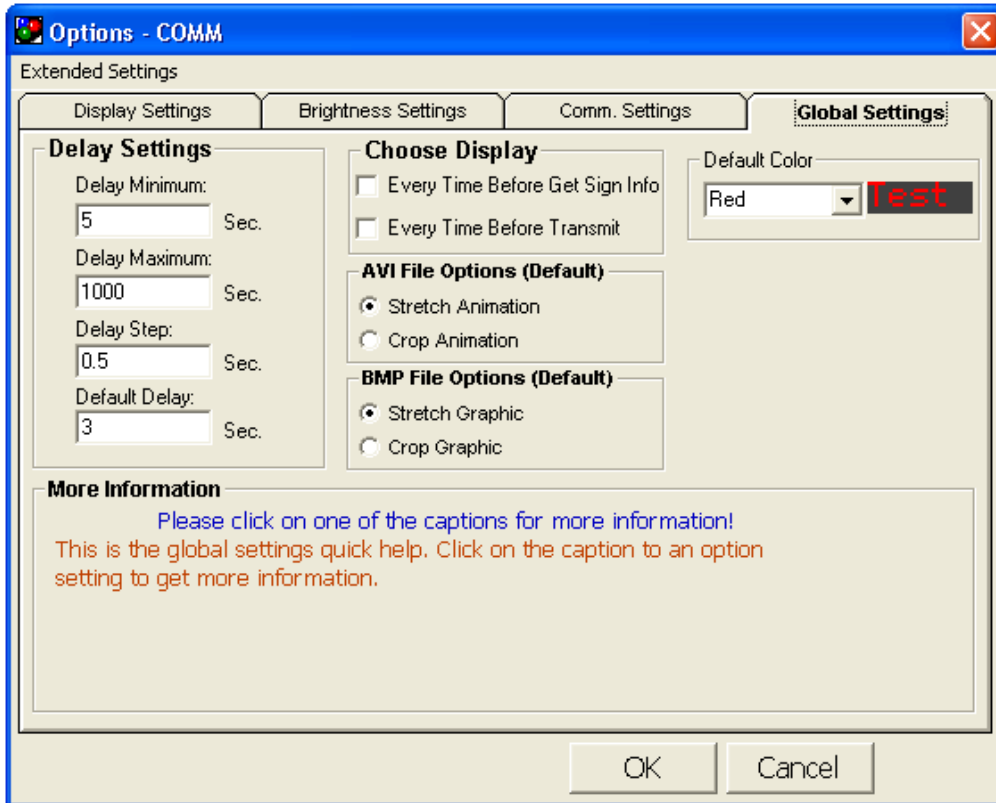 Options - COMM
Extended Settings
Display Settings
Brightness Settings
Comm. Settings
Global Settings
Delay Settings
Delay Minimum:
5
Sec.
Delay Maximum:
1000
Sec.
Delay Step:
0.5
Sec.
Default Delay:
3
Sec.
Choose Display
Every Time Before Get Sign Info
Every Time Before Transmit
AVI File Options (Default)
Stretch Animation
Crop Animation
BMP File Options (Default)
Stretch Graphic
Crop Graphic
Default Color
Red
Test
More Information
Please click on one of the captions for more information!
This is the global settings quick help. Click on the caption to an option
setting to get more information.
OK
Cancel